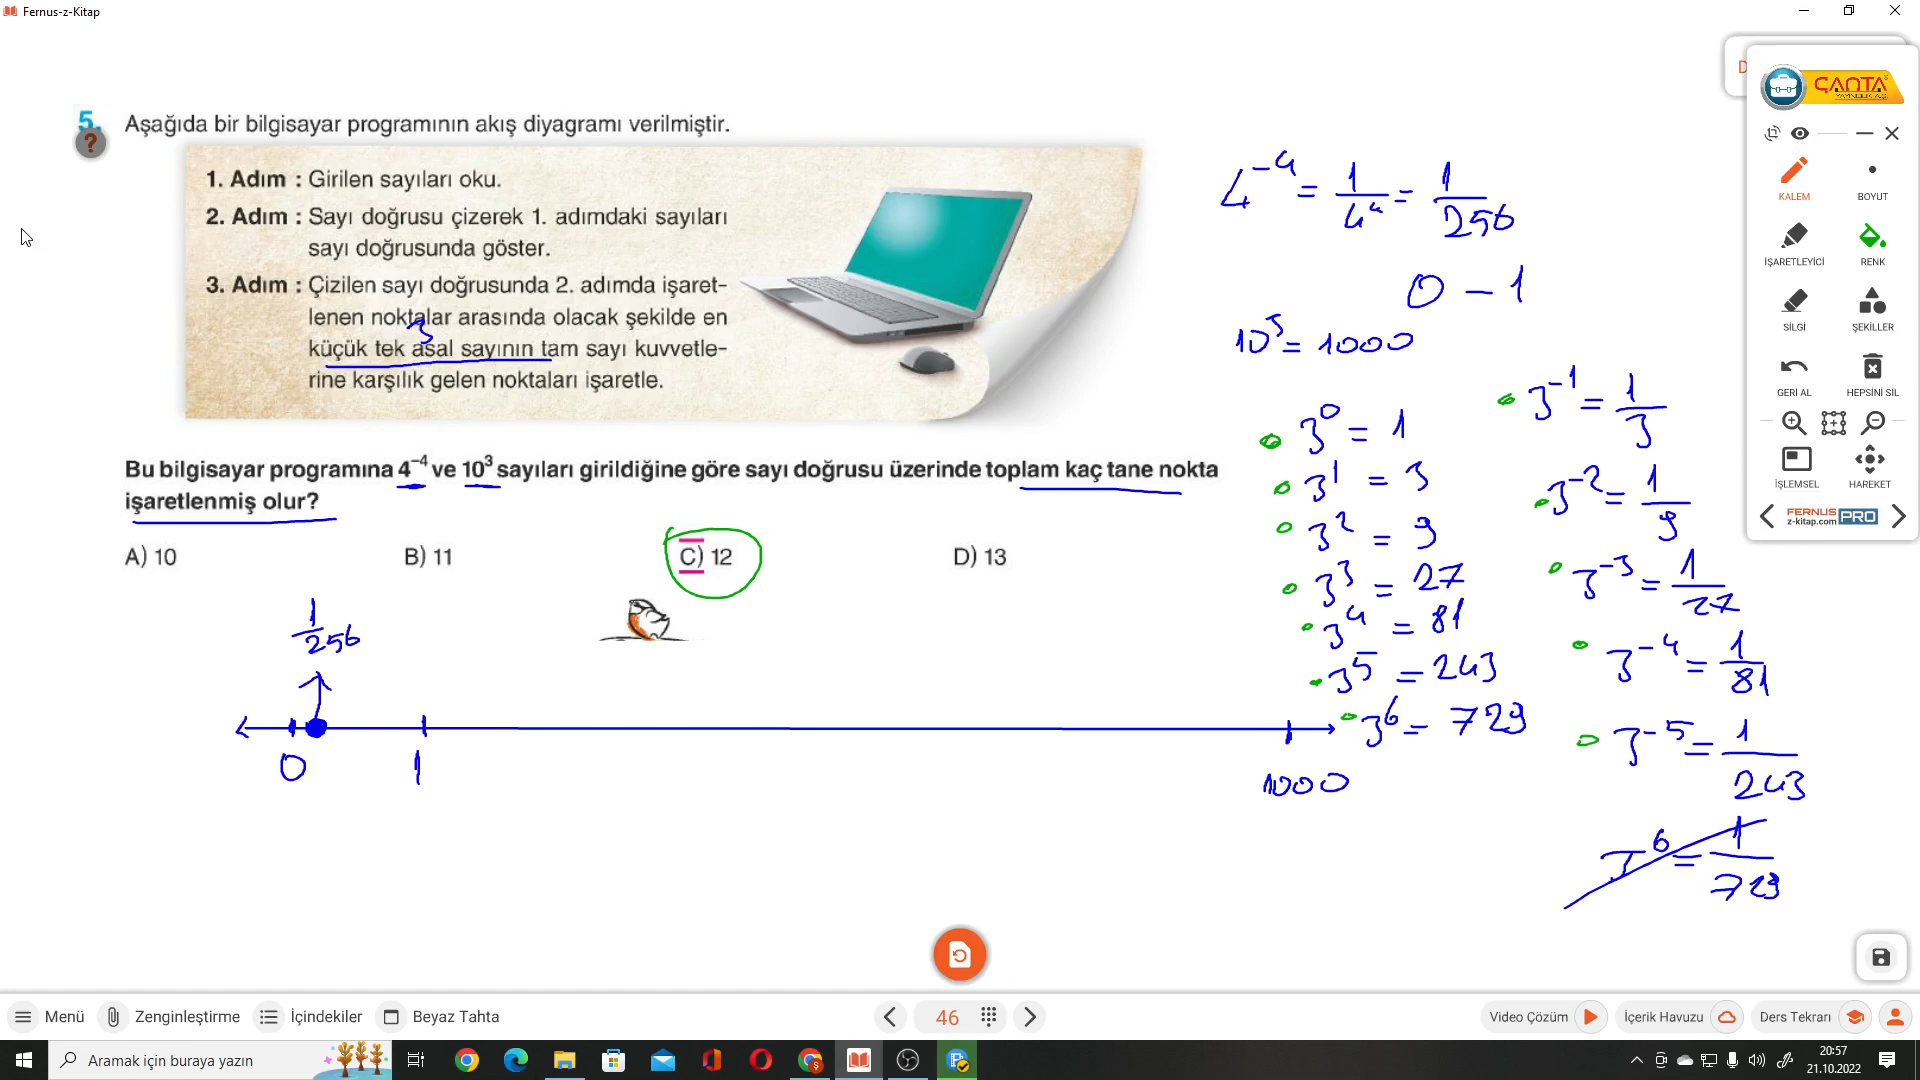 Fernus-z-Kitap
5.
?
Aşağıda bir bilgisayar programının akış diyagramı verilmiştir.
1. Adım : Girilen sayıları oku.
2. Adım : Sayı doğrusu çizerek 1. adımdaki sayıları
sayı doğrusunda göster.
3. Adım : Çizilen sayı doğrusunda 2. adımda işaret-
lenen noktalar arasında olacak şekilde en
3
küçük tek asal sayının tam sayı kuvvetle-
rine karşılık gelen noktaları işaretle.
Bu bilgisayar programına 4⁻⁴ ve 10³ sayıları girildiğine göre sayı doğrusu üzerinde toplam kaç tane nokta
işaretlenmiş olur?
A) 10
B) 11
C) 12
D) 13
1/256
0
1
1000
4⁻⁴ = 1/4⁴ = 1/256
0 – 1
10³ = 1000
3⁰ = 1
3¹ = 3
3² = 9
3³ = 27
3⁴ = 81
3⁵ = 243
3⁶ = 729
3⁻¹ = 1/3
3⁻² = 1/9
3⁻³ = 1/27
3⁻⁴ = 1/81
3⁻⁵ = 1/243
3⁻⁶ = 1/729
ÇANTA
KALEM
BOYUT
İŞARETLEYİCİ
RENK
SİLGİ
ŞEKİLLER
GERİ AL
HEPSİNİ SİL
İŞLEMSEL
HAREKET
FERNUS
z-kitap.com PRO
Menü
Zenginleştirme
İçindekiler
Beyaz Tahta
46
Video Çözüm
İçerik Havuzu
Ders Tekrarı
Aramak için buraya yazın
20:57
21.10.2022